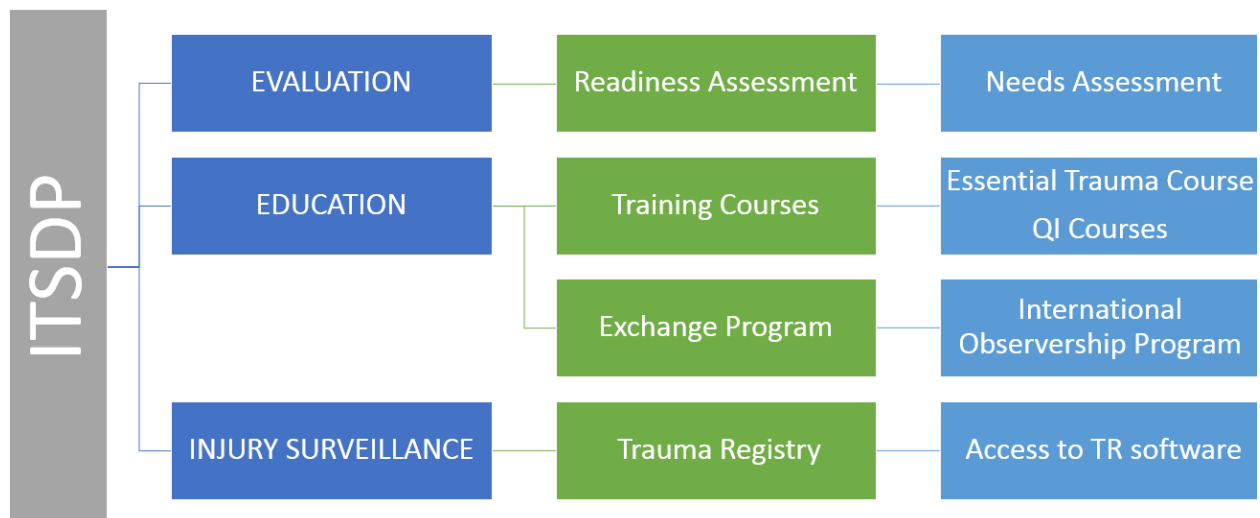 ITSDP
EVALUATION
Readiness Assessment
Needs Assessment
EDUCATION
Training Courses
Essential Trauma Course
QI Courses
Exchange Program
International
Observership Program
INJURY SURVEILLANCE
Trauma Registry
Access to TR software